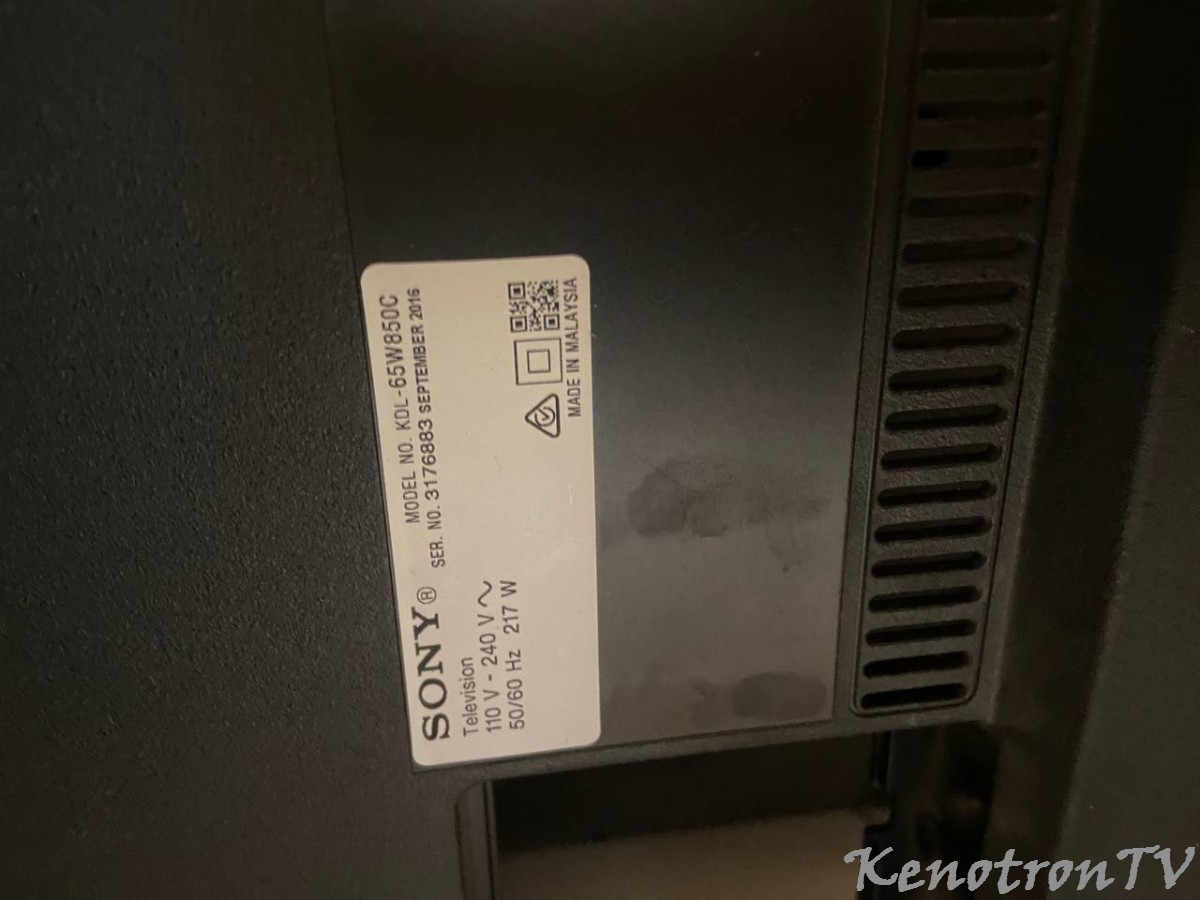 SONY®
MODEL NO. KDL-65W850C
SER. NO. 3176883 SEPTEMBER 2016
Television
110 V - 240 V ~
50/60 Hz 217 W
MADE IN MALAYSIA
KenotronTV